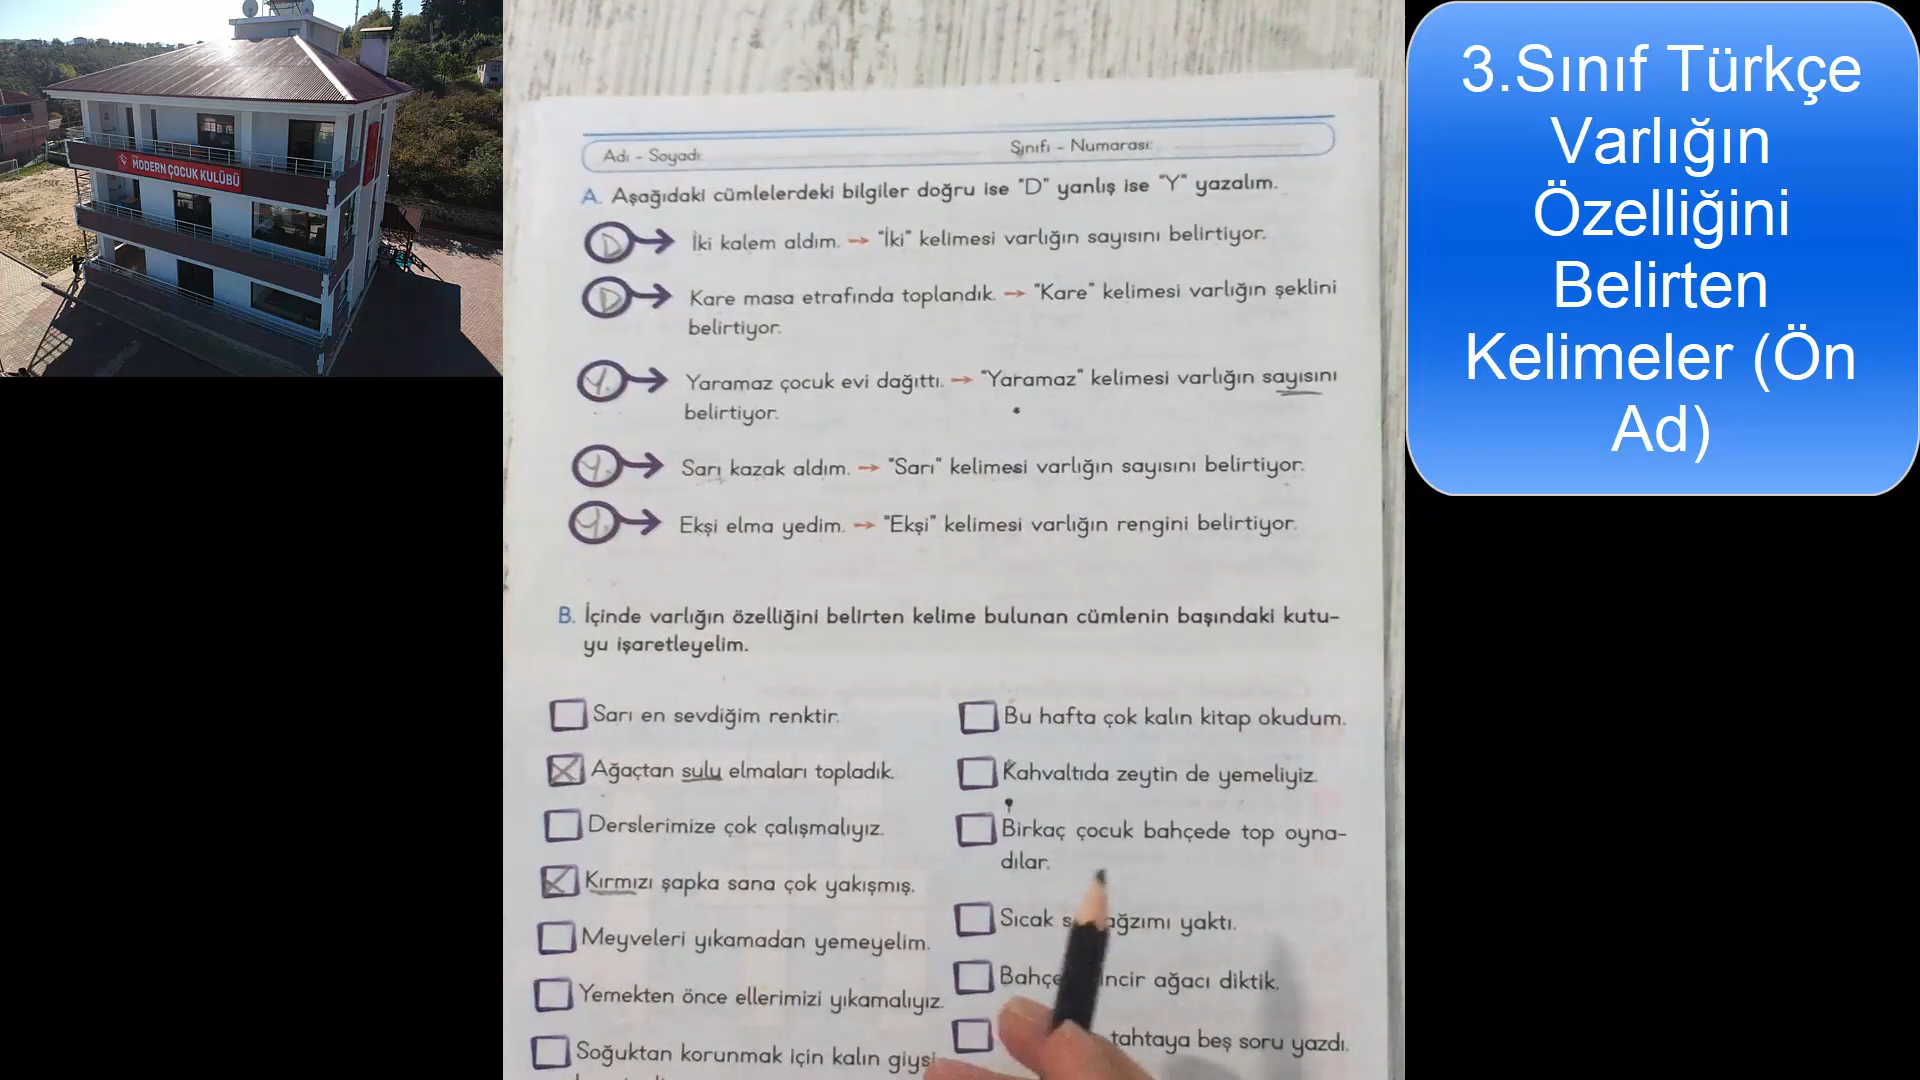 MODERN ÇOCUK KULÜBÜ
Adı - Soyadı:
Sınıfı - Numarası:
A. Aşağıdaki cümlelerdeki bilgiler doğru ise "D" yanlış ise "Y" yazalım.
D İki kalem aldım. → "İki" kelimesi varlığın sayısını belirtiyor.
D Kare masa etrafında toplandık. → "Kare" kelimesi varlığın şeklini
belirtiyor.
Y. Yaramaz çocuk evi dağıttı. → "Yaramaz" kelimesi varlığın sayısını
belirtiyor.
Y. Sarı kazak aldım. → "Sarı" kelimesi varlığın sayısını belirtiyor.
Y. Ekşi elma yedim. → "Ekşi" kelimesi varlığın rengini belirtiyor.
B. İçinde varlığın özelliğini belirten kelime bulunan cümlenin başındaki kutu-
yu işaretleyelim.
Sarı en sevdiğim renktir.
Ağaçtan sulu elmaları topladık.
Derslerimize çok çalışmalıyız.
Kırmızı şapka sana çok yakışmış.
Meyveleri yıkamadan yemeyelim.
Yemekten önce ellerimizi yıkamalıyız.
Soğuktan korunmak için kalın giysi
Bu hafta çok kalın kitap okudum.
Kahvaltıda zeytin de yemeliyiz.
Birkaç çocuk bahçede top oyna-
dılar.
Sıcak ağzımı yaktı.
incir ağacı diktik.
tahtaya beş soru yazdı.
3.Sınıf Türkçe
Varlığın
Özelliğini
Belirten
Kelimeler (Ön
Ad)